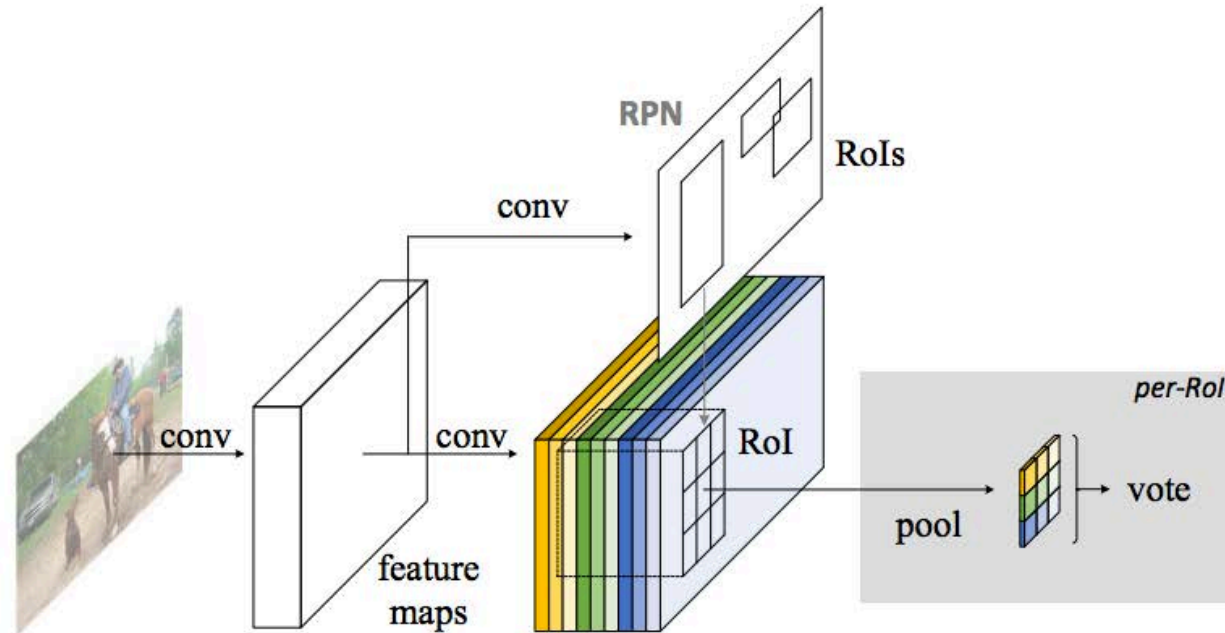 RPN
RoIs
conv
conv
conv
feature
maps
RoI
per-RoI
pool
vote